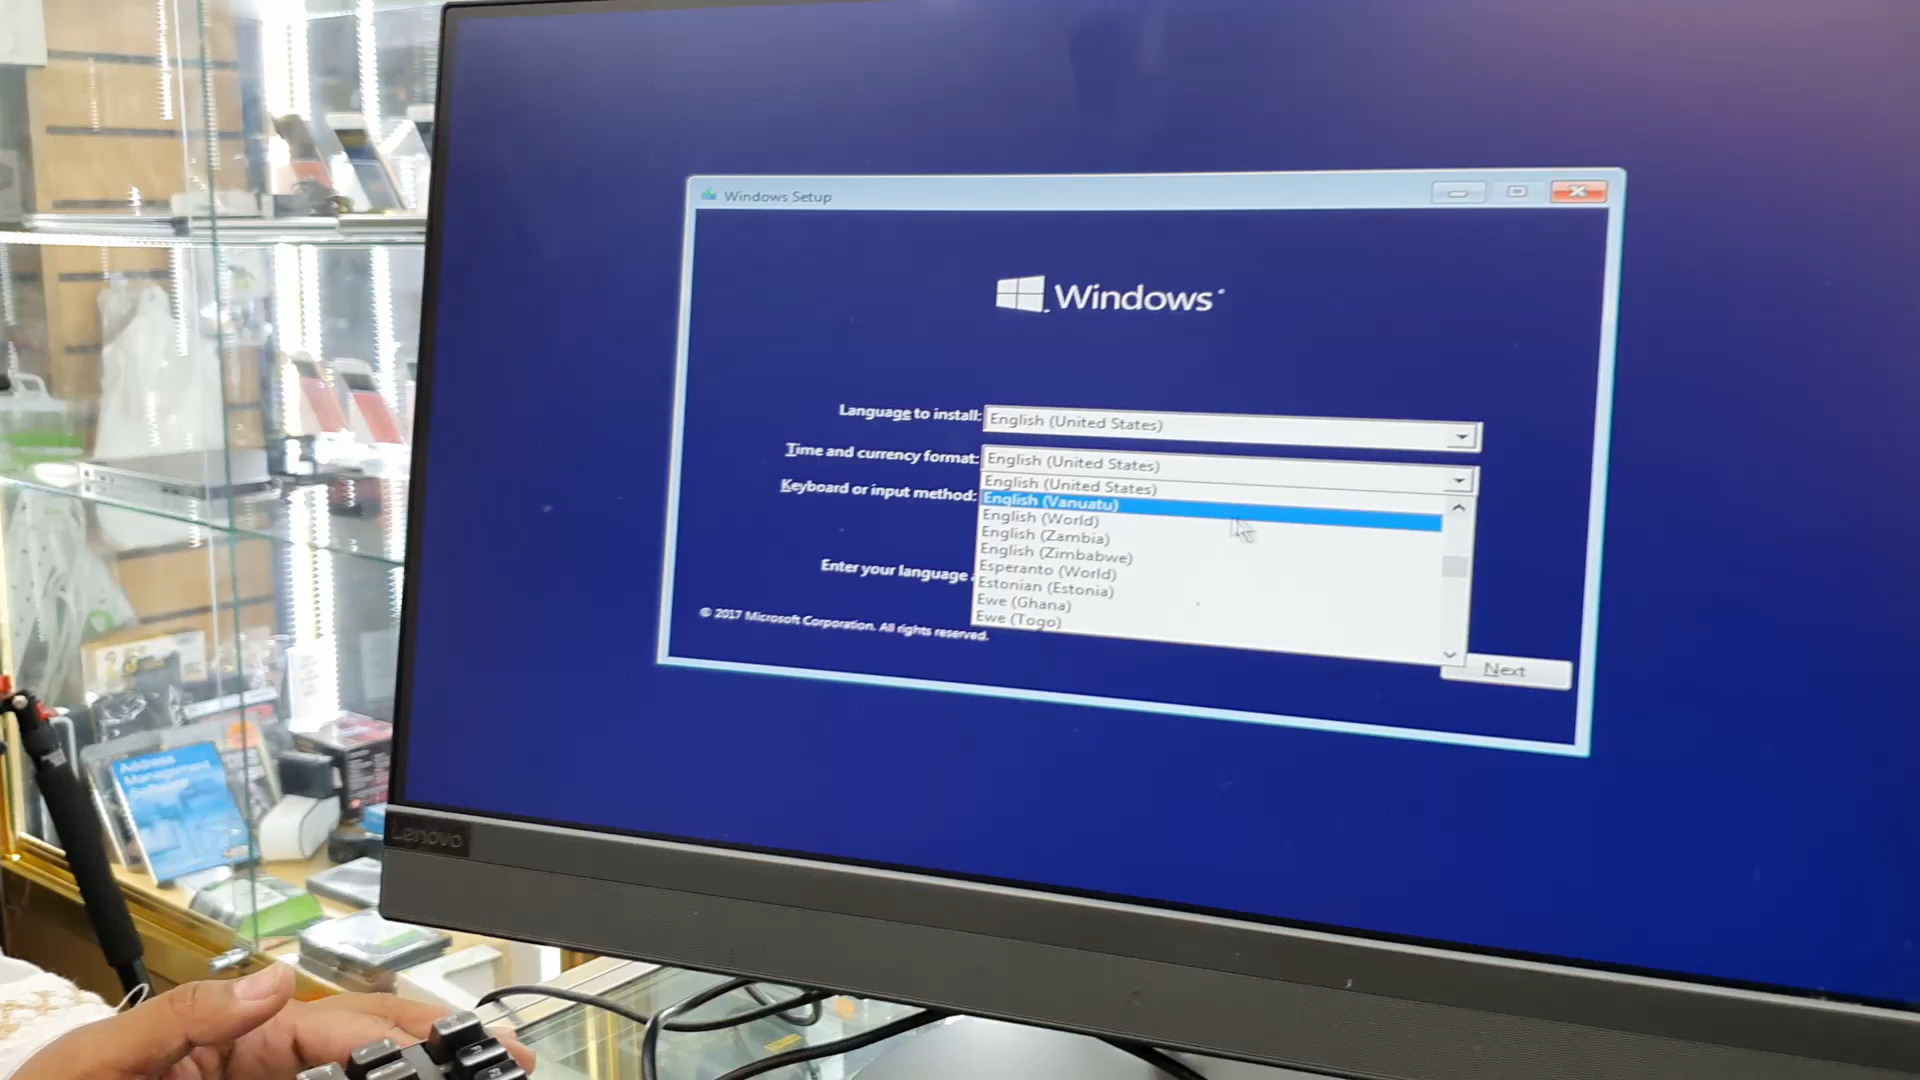 Windows Setup
Windows
Language to install: English (United States)
Time and currency format: English (United States)
Keyboard or input method:
English (United States)
English (Vanuatu)
English (World)
English (Zambia)
English (Zimbabwe)
Esperanto (World)
Estonian (Estonia)
Ewe (Ghana)
Ewe (Togo)
Enter your language
© 2017 Microsoft Corporation. All rights reserved.
Next
Lenovo
Address
Management